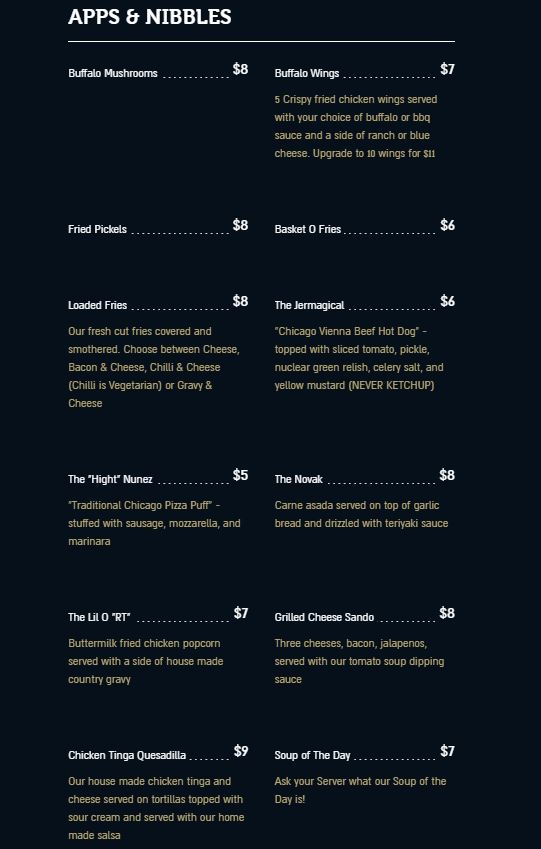 APPS & NIBBLES
Buffalo Mushrooms ............ $8
Buffalo Wings ................ $7
5 Crispy fried chicken wings served
with your choice of buffalo or bbq
sauce and a side of ranch or blue
cheese. Upgrade to 10 wings for $11
Fried Pickels ................ $8
Basket O Fries ............... $6
Loaded Fries ................. $8
Our fresh cut fries covered and
smothered. Choose between Cheese,
Bacon & Cheese, Chilli & Cheese
(Chilli is Vegetarian) or Gravy &
Cheese
The Jermagical ............... $6
"Chicago Vienna Beef Hot Dog" -
topped with sliced tomato, pickle,
nuclear green relish, celery salt, and
yellow mustard (NEVER KETCHUP)
The "Hight" Nunez ............ $5
"Traditional Chicago Pizza Puff" -
stuffed with sausage, mozzarella, and
marinara
The Novak .................... $8
Carne asada served on top of garlic
bread and drizzled with teriyaki sauce
The Lil O "RT" ............... $7
Buttermilk fried chicken popcorn
served with a side of house made
country gravy
Grilled Cheese Sando ......... $8
Three cheeses, bacon, jalapenos,
served with our tomato soup dipping
sauce
Chicken Tinga Quesadilla ....... $9
Our house made chicken tinga and
cheese served on tortillas topped with
sour cream and served with our home
made salsa
Soup of The Day .............. $7
Ask your Server what our Soup of the
Day is!